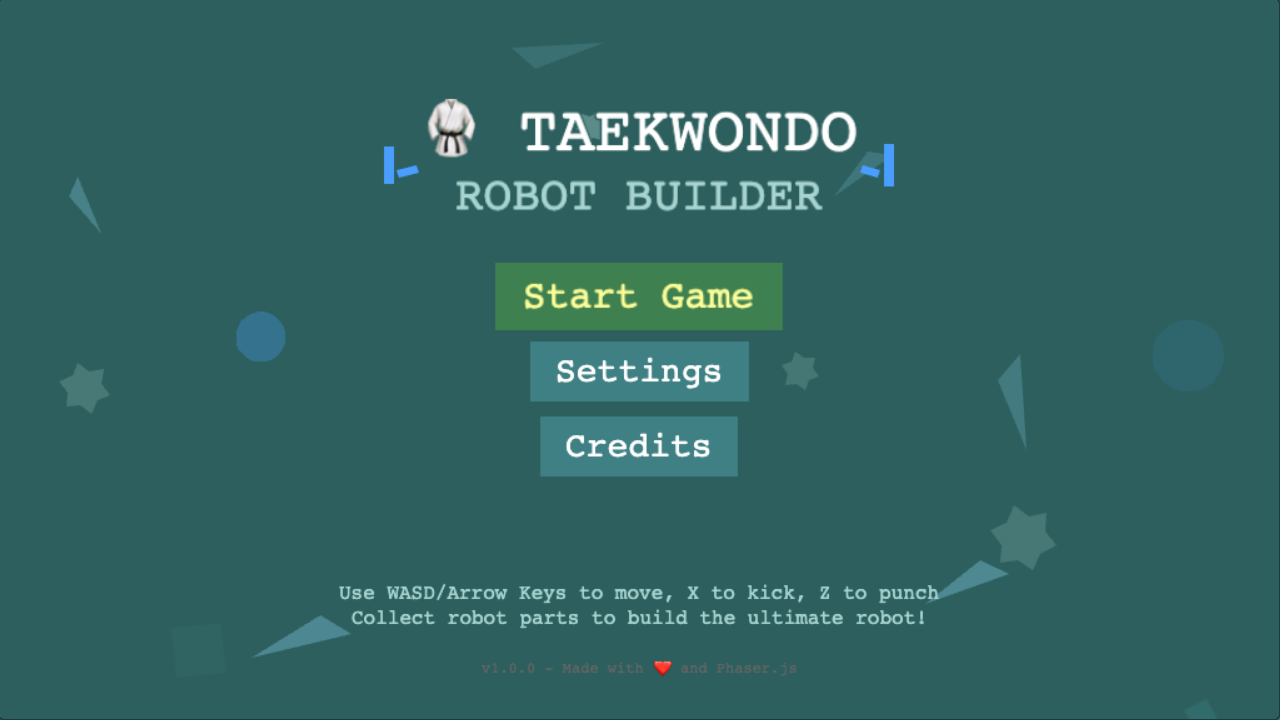 TAEKWONDO
ROBOT BUILDER
Start Game
Settings
Credits
Use WASD/Arrow Keys to move, X to kick, Z to punch
Collect robot parts to build the ultimate robot!
v1.0.0 - Made with ❤️ and Phaser.js